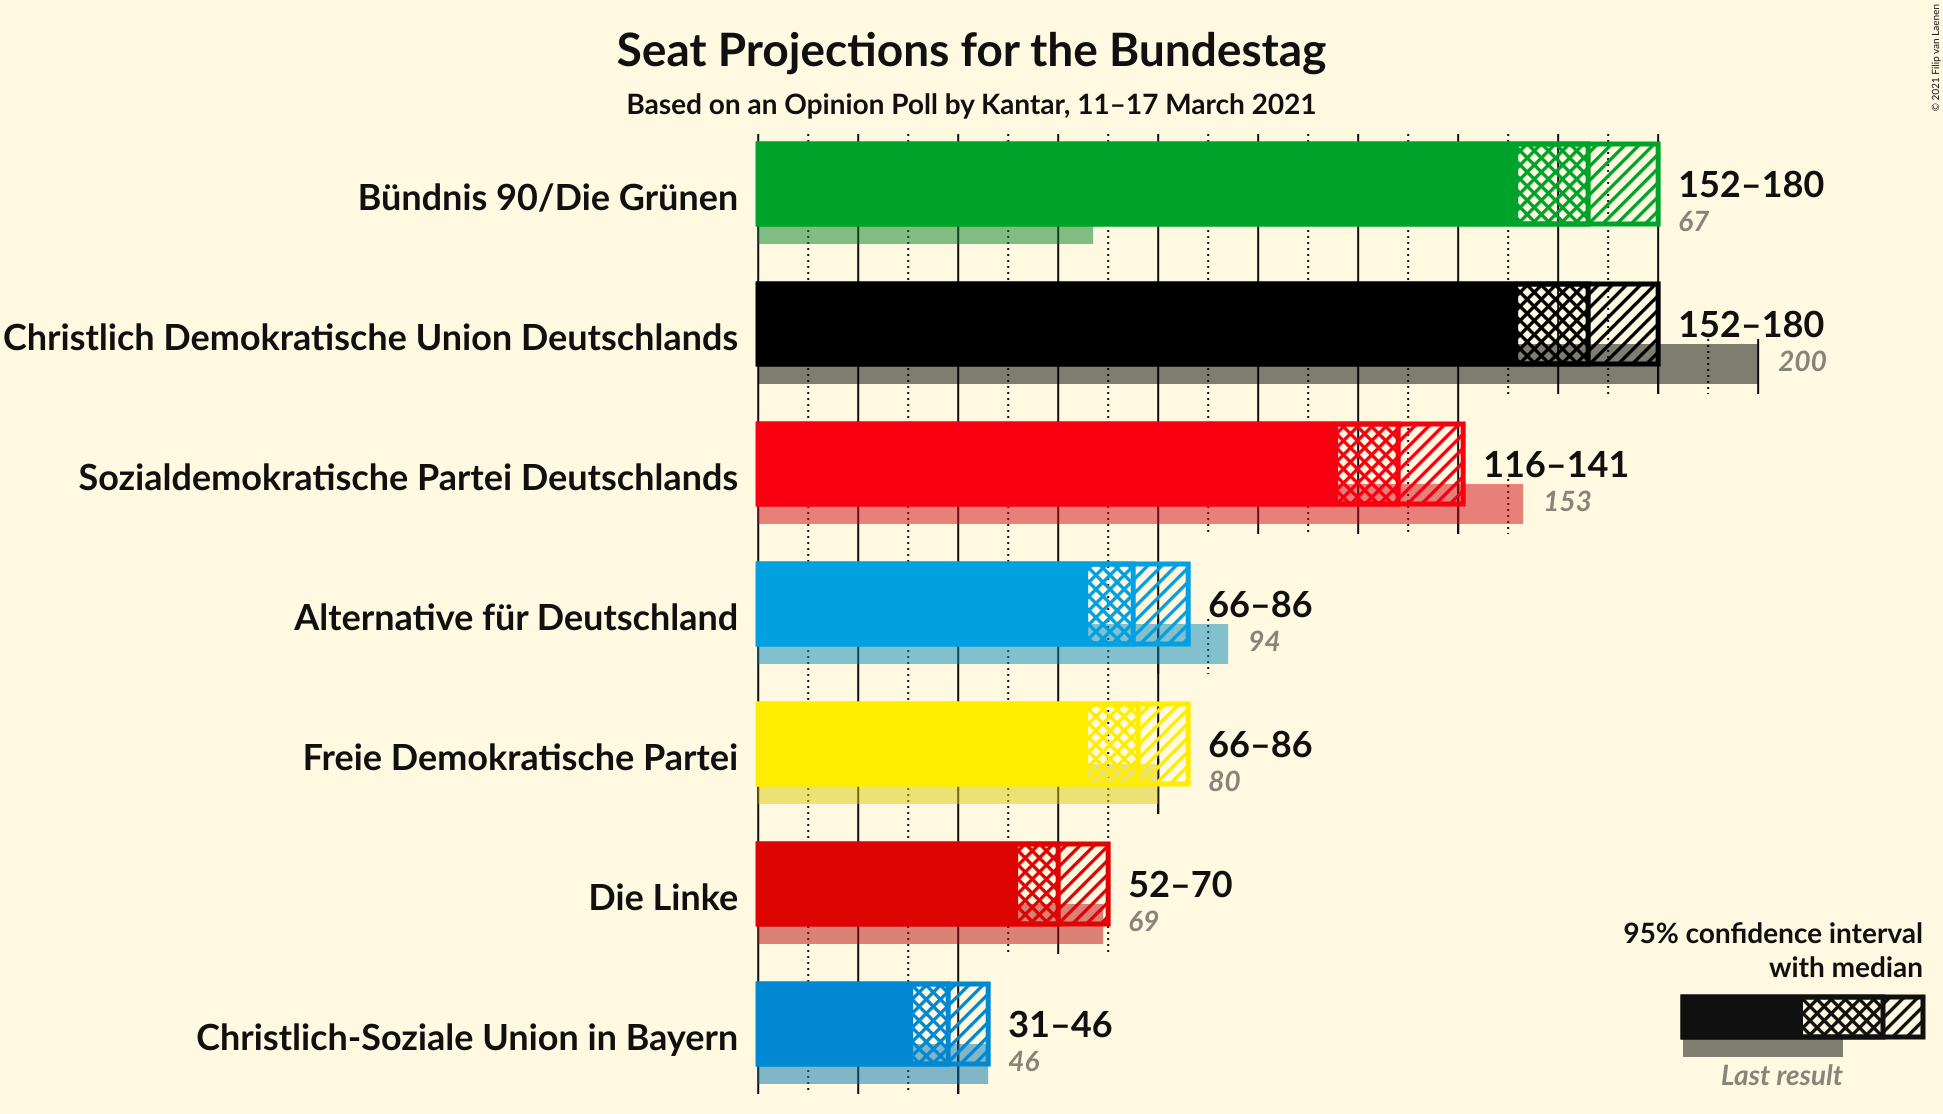 Seat Projections for the Bundestag
Based on an Opinion Poll by Kantar, 11–17 March 2021
© 2021 Filip van Laenen
Bündnis 90/Die Grünen
152–180
67
Christlich Demokratische Union Deutschlands
152–180
200
Sozialdemokratische Partei Deutschlands
116–141
153
Alternative für Deutschland
66–86
94
Freie Demokratische Partei
66–86
80
Die Linke
52–70
69
Christlich-Soziale Union in Bayern
31–46
46
95% confidence interval
with median
Last result